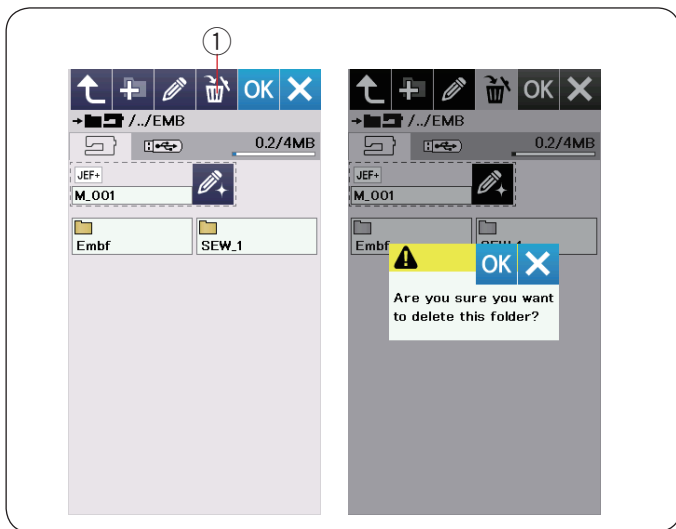 1
OK
→ /../EMB
0.2/4MB
JEF+
M_001
Embf
SEW_1
OK
→ /../EMB
0.2/4MB
JEF+
M_001
Embf
OK
Are you sure you want
to delete this folder?